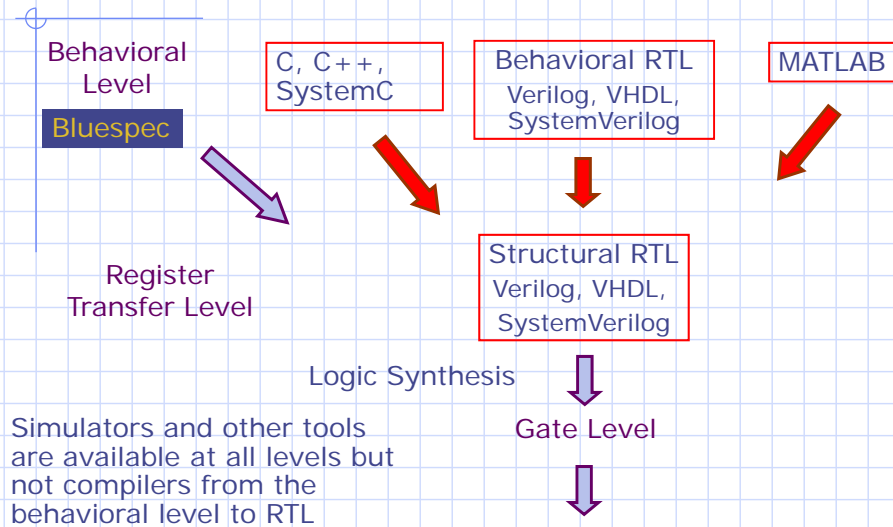 Behavioral
Level
Bluespec
C, C++,
SystemC
Behavioral RTL
Verilog, VHDL,
SystemVerilog
MATLAB
Register
Transfer Level
Structural RTL
Verilog, VHDL,
SystemVerilog
Logic Synthesis
Gate Level
Simulators and other tools
are available at all levels but
not compilers from the
behavioral level to RTL